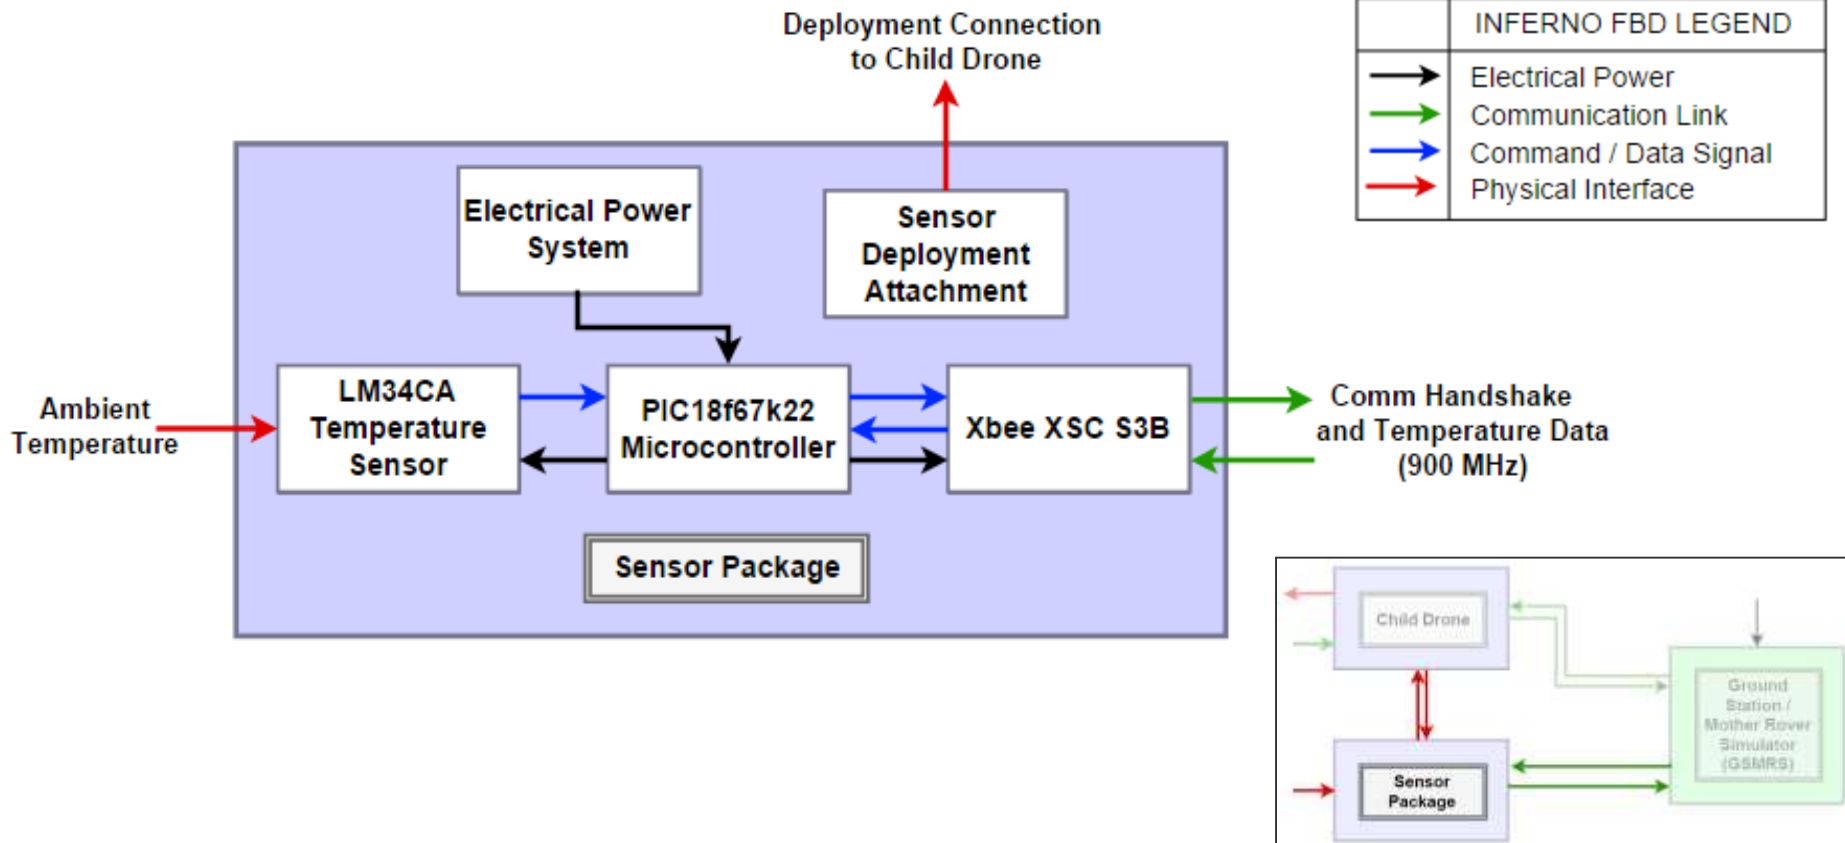 Deployment Connection
to Child Drone
INFERNO FBD LEGEND
Electrical Power
Communication Link
Command / Data Signal
Physical Interface
Electrical Power
System
Sensor
Deployment
Attachment
Ambient
Temperature
LM34CA
Temperature
Sensor
PIC18f67k22
Microcontroller
Xbee XSC S3B
Comm Handshake
and Temperature Data
(900 MHz)
Sensor Package
Child Drone
Ground
Station /
Mother Rover
Simulator
(GSMRS)
Sensor
Package